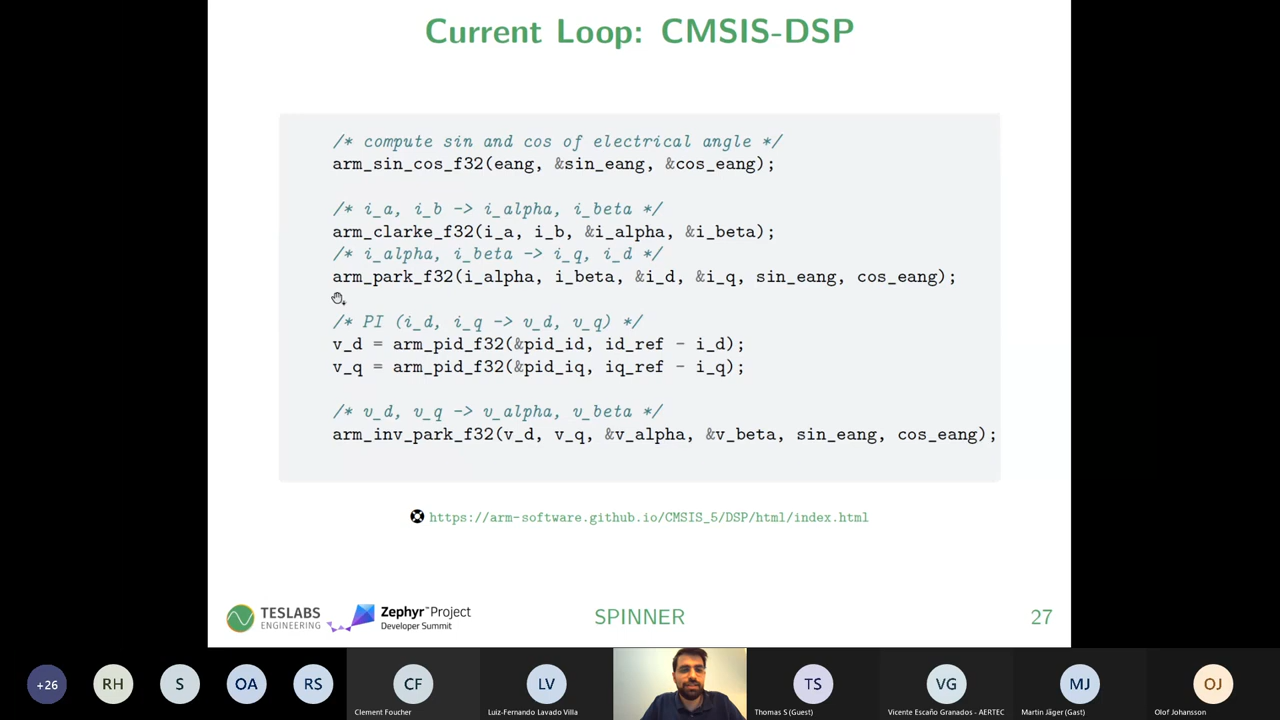 Current Loop: CMSIS-DSP
/* compute sin and cos of electrical angle */
arm_sin_cos_f32(eang, &sin_eang, &cos_eang);
/* i_a, i_b -> i_alpha, i_beta */
arm_clarke_f32(i_a, i_b, &i_alpha, &i_beta);
/* i_alpha, i_beta -> i_q, i_d */
arm_park_f32(i_alpha, i_beta, &i_d, &i_q, sin_eang, cos_eang);
/* PI (i_d, i_q -> v_d, v_q) */
v_d = arm_pid_f32(&pid_id, id_ref - i_d);
v_q = arm_pid_f32(&pid_iq, iq_ref - i_q);
/* v_d, v_q -> v_alpha, v_beta */
arm_inv_park_f32(v_d, v_q, &v_alpha, &v_beta, sin_eang, cos_eang);
https://arm-software.github.io/CMSIS_5/DSP/html/index.html
TESLABS
ENGINEERING
Zephyr™Project
Developer Summit
SPINNER
27
+26
RH
S
OA
RS
CF
Clement Foucher
LV
Luiz-Fernando Lavado Villa
TS
Thomas S (Guest)
VG
Vicente Escaño Granados - AERTEC
MJ
Martin Jäger (Gast)
OJ
Olof Johansson